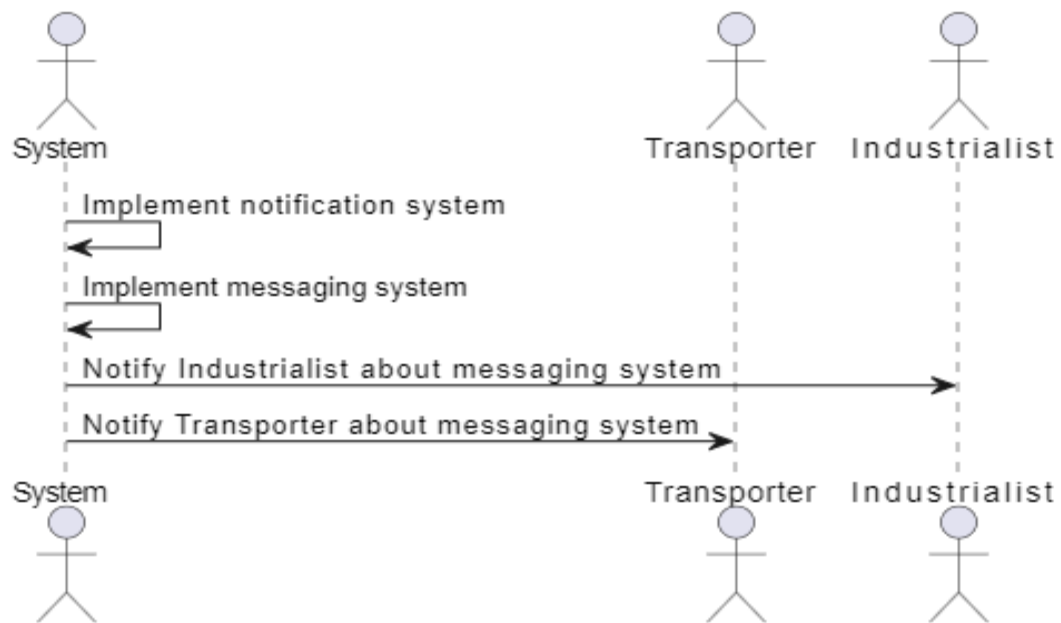 System
Transporter
Industrialist
Implement notification system
Implement messaging system
Notify Industrialist about messaging system
Notify Transporter about messaging system
System
Transporter
Industrialist